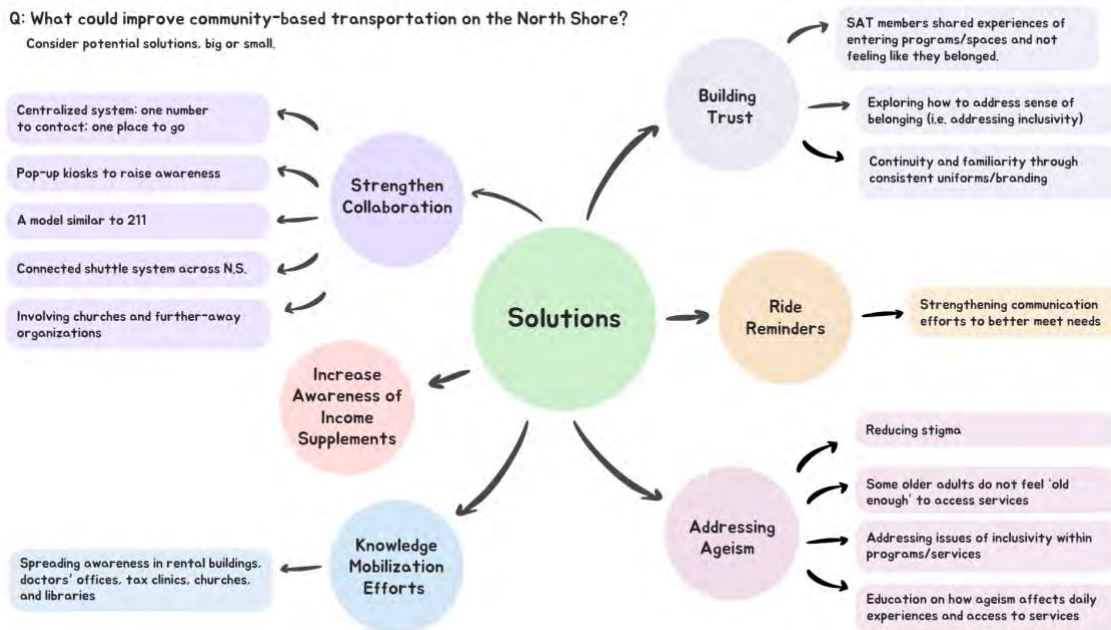 Q: What could improve community-based transportation on the North Shore?
Consider potential solutions, big or small.
Centralized system: one number
to contact; one place to go
Pop-up kiosks to raise awareness
A model similar to 211
Connected shuttle system across N.S.
Involving churches and further-away
organizations
Strengthen
Collaboration
Building
Trust
SAT members shared experiences of
entering programs/spaces and not
feeling like they belonged.
Exploring how to address sense of
belonging (i.e. addressing inclusivity)
Continuity and familiarity through
consistent uniforms/branding
Solutions
Ride
Reminders
Strengthening communication
efforts to better meet needs
Increase
Awareness of
Income
Supplements
Knowledge
Mobilization
Efforts
Spreading awareness in rental buildings,
doctors' offices, tax clinics, churches,
and libraries
Addressing
Ageism
Reducing stigma
Some older adults do not feel 'old
enough' to access services
Addressing issues of inclusivity within
programs/services
Education on how ageism affects daily
experiences and access to services